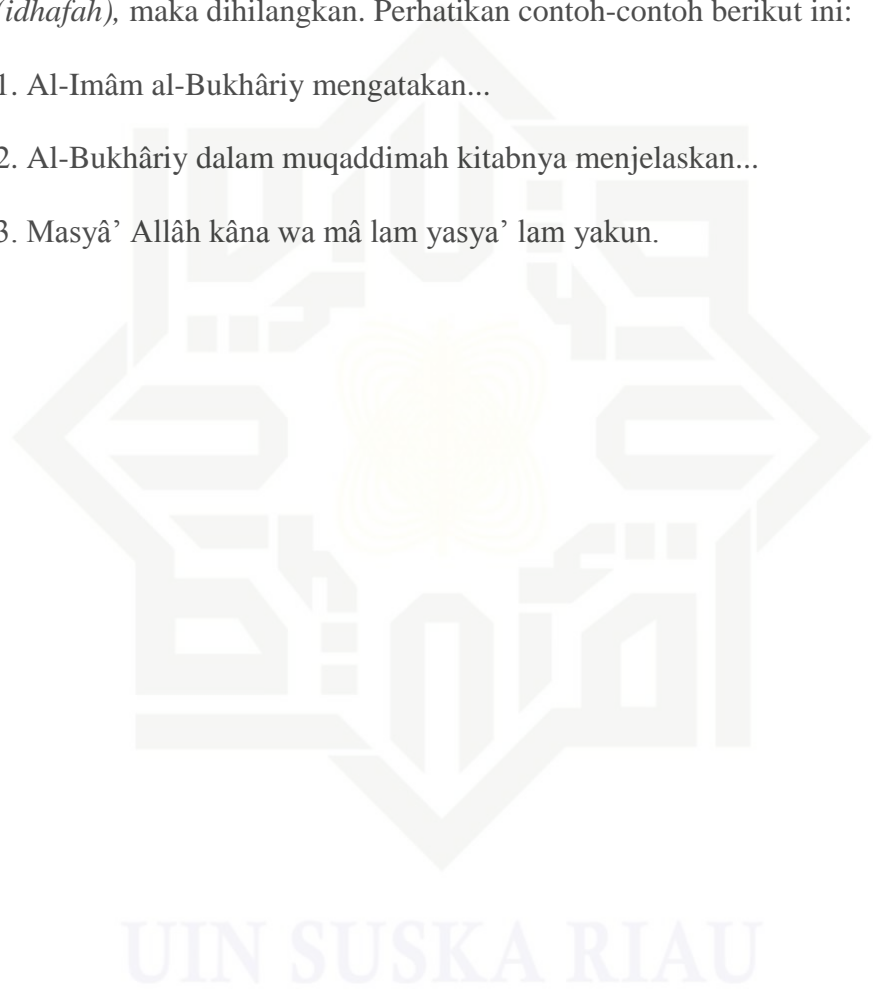 (idhafah), maka dihilangkan. Perhatikan contoh-contoh berikut ini:
1. Al-Imâm al-Bukhâriy mengatakan...
2. Al-Bukhâriy dalam muqaddimah kitabnya menjelaskan...
3. Masyâ’ Allâh kâna wa mâ lam yasya’ lam yakun.
UIN SUSKA RIAU